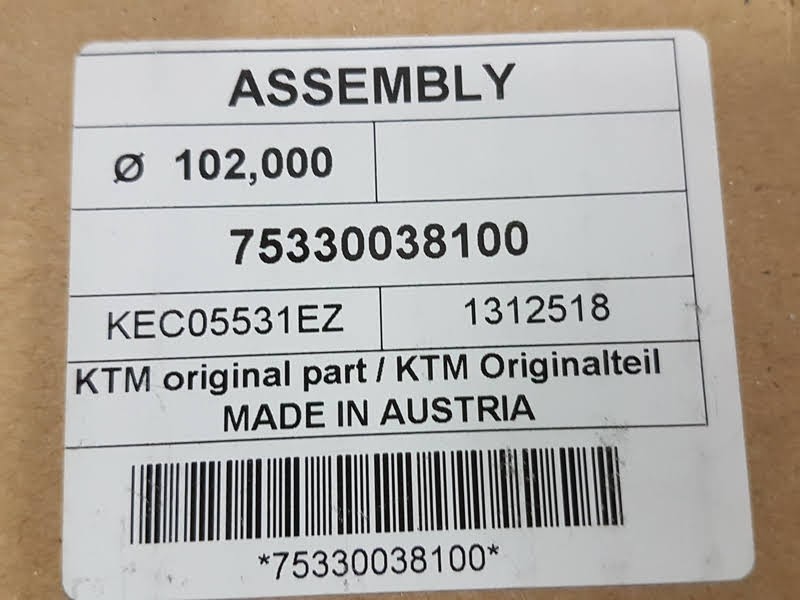 ASSEMBLY
Ø 102,000
75330038100
KEC05531EZ 1312518
KTM original part / KTM Originalteil
MADE IN AUSTRIA
*75330038100*